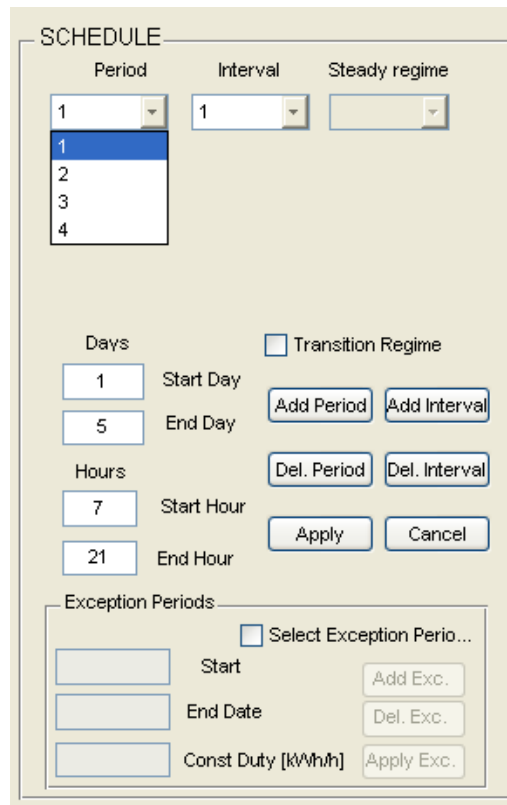 SCHEDULE
Period Interval Steady regime
1 1
1
2
3
4
Days Transition Regime
1 Start Day
Add Period Add Interval
5 End Day
Hours Del. Period Del. Interval
7 Start Hour
Apply Cancel
21 End Hour
Exception Periods
Select Exception Perio...
Start
Add Exc.
End Date
Del. Exc.
Const Duty [kWh/h] Apply Exc.